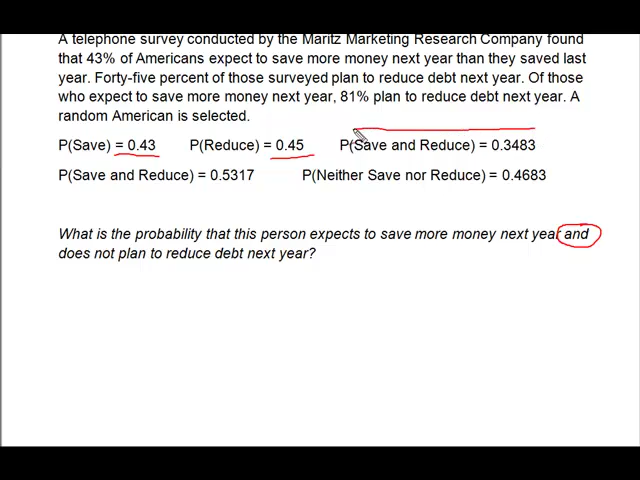 A telephone survey conducted by the Maritz Marketing Research Company found
that 43% of Americans expect to save more money next year than they saved last
year. Forty-five percent of those surveyed plan to reduce debt next year. Of those
who expect to save more money next year, 81% plan to reduce debt next year. A
random American is selected.
P(Save) = 0.43 P(Reduce) = 0.45 P(Save and Reduce) = 0.3483
P(Save and Reduce) = 0.5317 P(Neither Save nor Reduce) = 0.4683
What is the probability that this person expects to save more money next year and
does not plan to reduce debt next year?